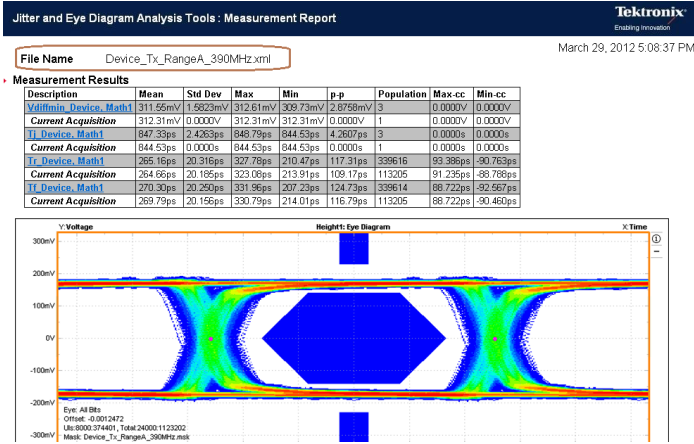 Jitter and Eye Diagram Analysis Tools : Measurement Report
Tektronix
Enabling Innovation
March 29, 2012 5:08:37 PM
File Name Device_Tx_RangeA_390MHz.xml
Measurement Results
Description Mean Std Dev Max Min p-p Population Max-cc Min-cc
Vdiffmin_Device, Math1 311.55mV 1.5823mV 312.61mV 309.73mV 2.8758mV 3 0.0000V 0.0000V
Current Acquisition 312.31mV 0.0000V 312.31mV 312.31mV 0.0000V 1 0.0000V 0.0000V
Tj_Device, Math1 847.33ps 2.4263ps 848.79ps 844.53ps 4.2607ps 3 0.0000s 0.0000s
Current Acquisition 844.53ps 0.0000s 844.53ps 844.53ps 0.0000s 1 0.0000s 0.0000s
Tr_Device, Math1 265.16ps 20.316ps 327.78ps 210.47ps 117.31ps 339616 93.386ps -90.763ps
Current Acquisition 264.66ps 20.185ps 323.08ps 213.91ps 109.17ps 113205 91.235ps -88.788ps
Tf_Device, Math1 270.30ps 20.250ps 331.96ps 207.23ps 124.73ps 339614 88.722ps -92.567ps
Current Acquisition 269.79ps 20.156ps 330.79ps 214.01ps 116.79ps 113205 88.722ps -90.460ps
Y:Voltage Height1: Eye Diagram X:Time
300mV
200mV
100mV
0V
-100mV
-200mV
Eye: All Bits
Offset: -0.0012472
UIs:8000:374401, Total:24000:1123202
-300mV Mask: Device_Tx_RangeA_390MHz.msk